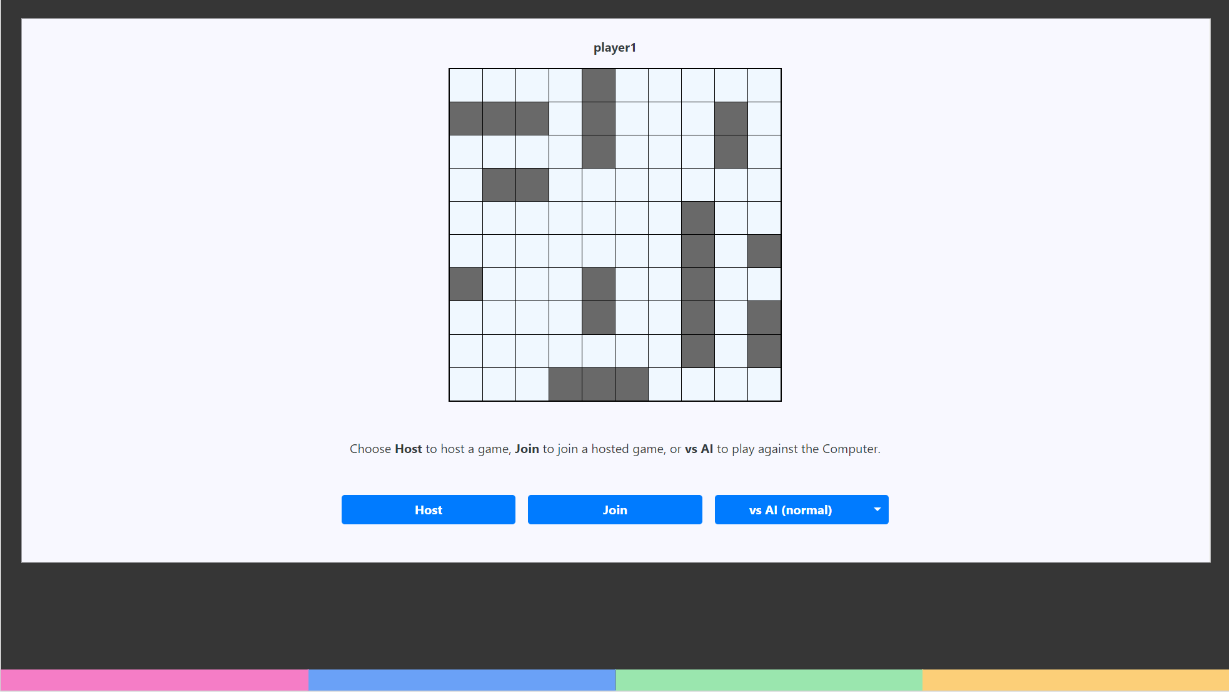 player1
Choose Host to host a game, Join to join a hosted game, or vs AI to play against the Computer.
Host
Join
vs AI (normal)